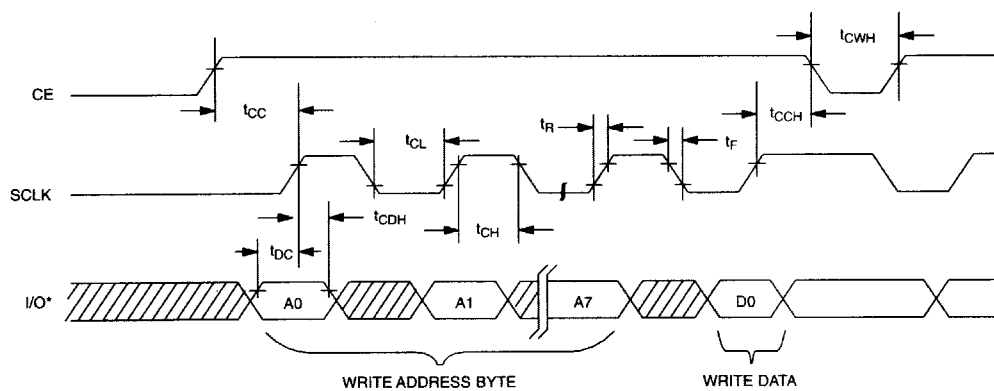 tCWH
CE
tCC
tCCH
tR
tF
tCL
SCLK
tCDH
tCH
tDC
I/O*
A0
A1
A7
D0
WRITE ADDRESS BYTE
WRITE DATA